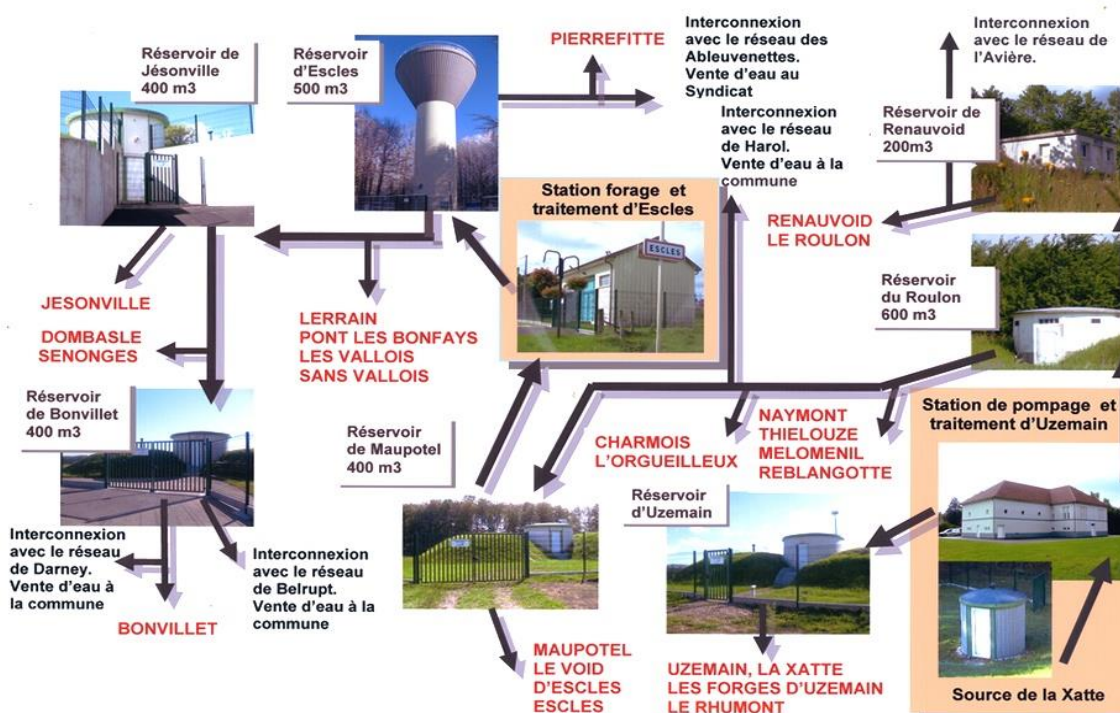 Réservoir de
Jésonville
400 m3
Réservoir
d'Escles
500 m3
PIERREFITTE
Interconnexion
avec le réseau des
Ableuvenettes.
Vente d'eau au
Syndicat
Interconnexion
avec le réseau de
l'Avière.
Interconnexion
avec le réseau
de Harol.
Vente d'eau à la
commune
Réservoir de
Renauvoid
200m3
Station forage et
traitement d'Escles
ESCLES
RENAUVOID
LE ROULON
Réservoir
du Roulon
600 m3
JESONVILLE
DOMBASLE
SENONGES
LERRAIN
PONT LES BONFAYS
LES VALLOIS
SANS VALLOIS
Réservoir
de Bonvillet
400 m3
Réservoir
de Maupotel
400 m3
CHARMOIS
L'ORGUEILLEUX
NAYMONT
THIELOUZE
MELOMENIL
REBLANGOTTE
Station de pompage et
traitement d'Uzemain
Réservoir
d'Uzemain
Interconnexion
avec le réseau
de Darney.
Vente d'eau à
la commune
BONVILLET
Interconnexion
avec le réseau
de Belrupt.
Vente d'eau à la
commune
MAUPOTEL
LE VOID
D'ESCLES
ESCLES
UZEMAIN, LA XATTE
LES FORGES D'UZEMAIN
LE RHUMONT
Source de la Xatte